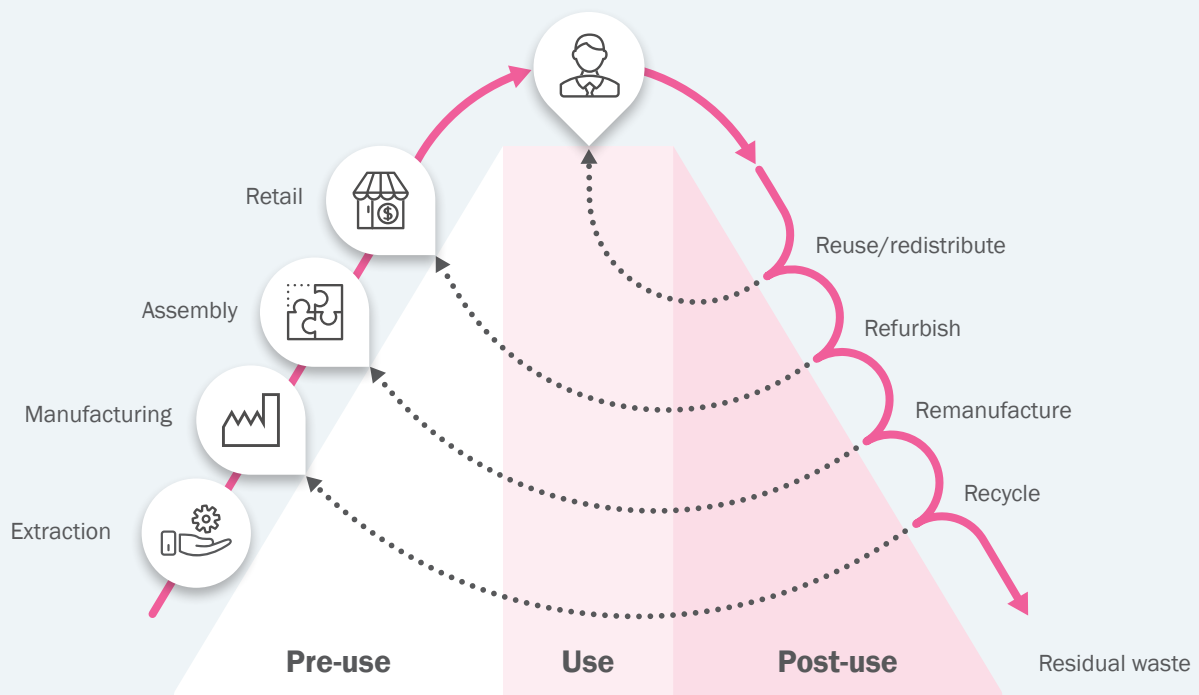 Retail
Assembly
Manufacturing
Extraction
$
Reuse/redistribute
Refurbish
Remanufacture
Recycle
Pre-use
Use
Post-use
Residual waste